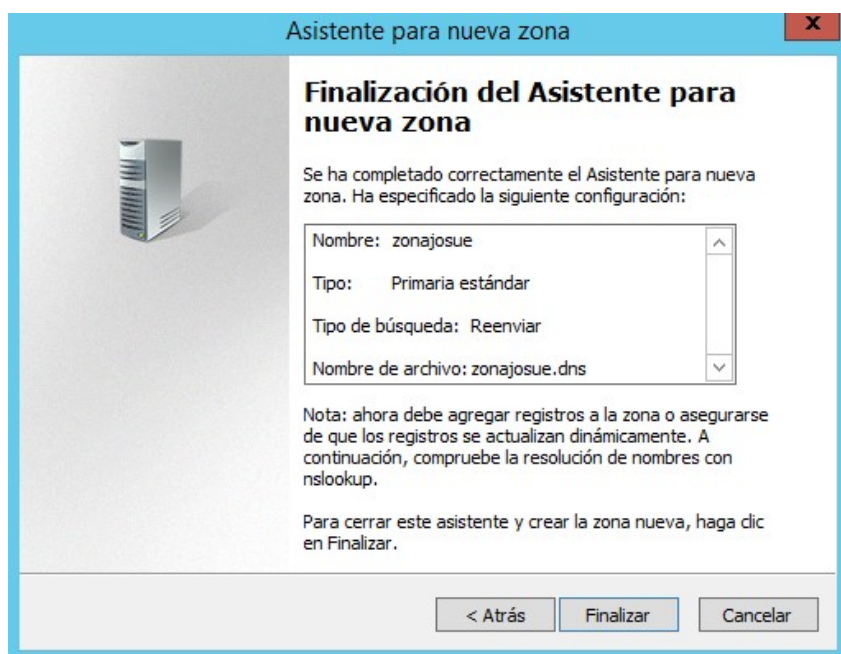 Asistente para nueva zona
x
Finalización del Asistente para
nueva zona
Se ha completado correctamente el Asistente para nueva
zona. Ha especificado la siguiente configuración:
Nombre: zonajosue
Tipo: Primaria estándar
Tipo de búsqueda: Reenviar
Nombre de archivo: zonajosue.dns
Nota: ahora debe agregar registros a la zona o asegurarse
de que los registros se actualizan dinámicamente. A
continuación, compruebe la resolución de nombres con
nslookup.
Para cerrar este asistente y crear la zona nueva, haga clic
en Finalizar.
< Atrás Finalizar Cancelar